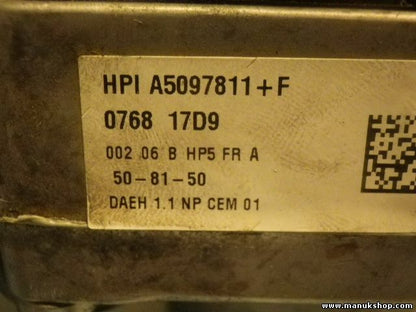 HPI A5097811+F
0768 17D9
002 06 B HP5 FR A
50-81-50
DAEH 1.1 NP CEM 01
www.manukshop.com